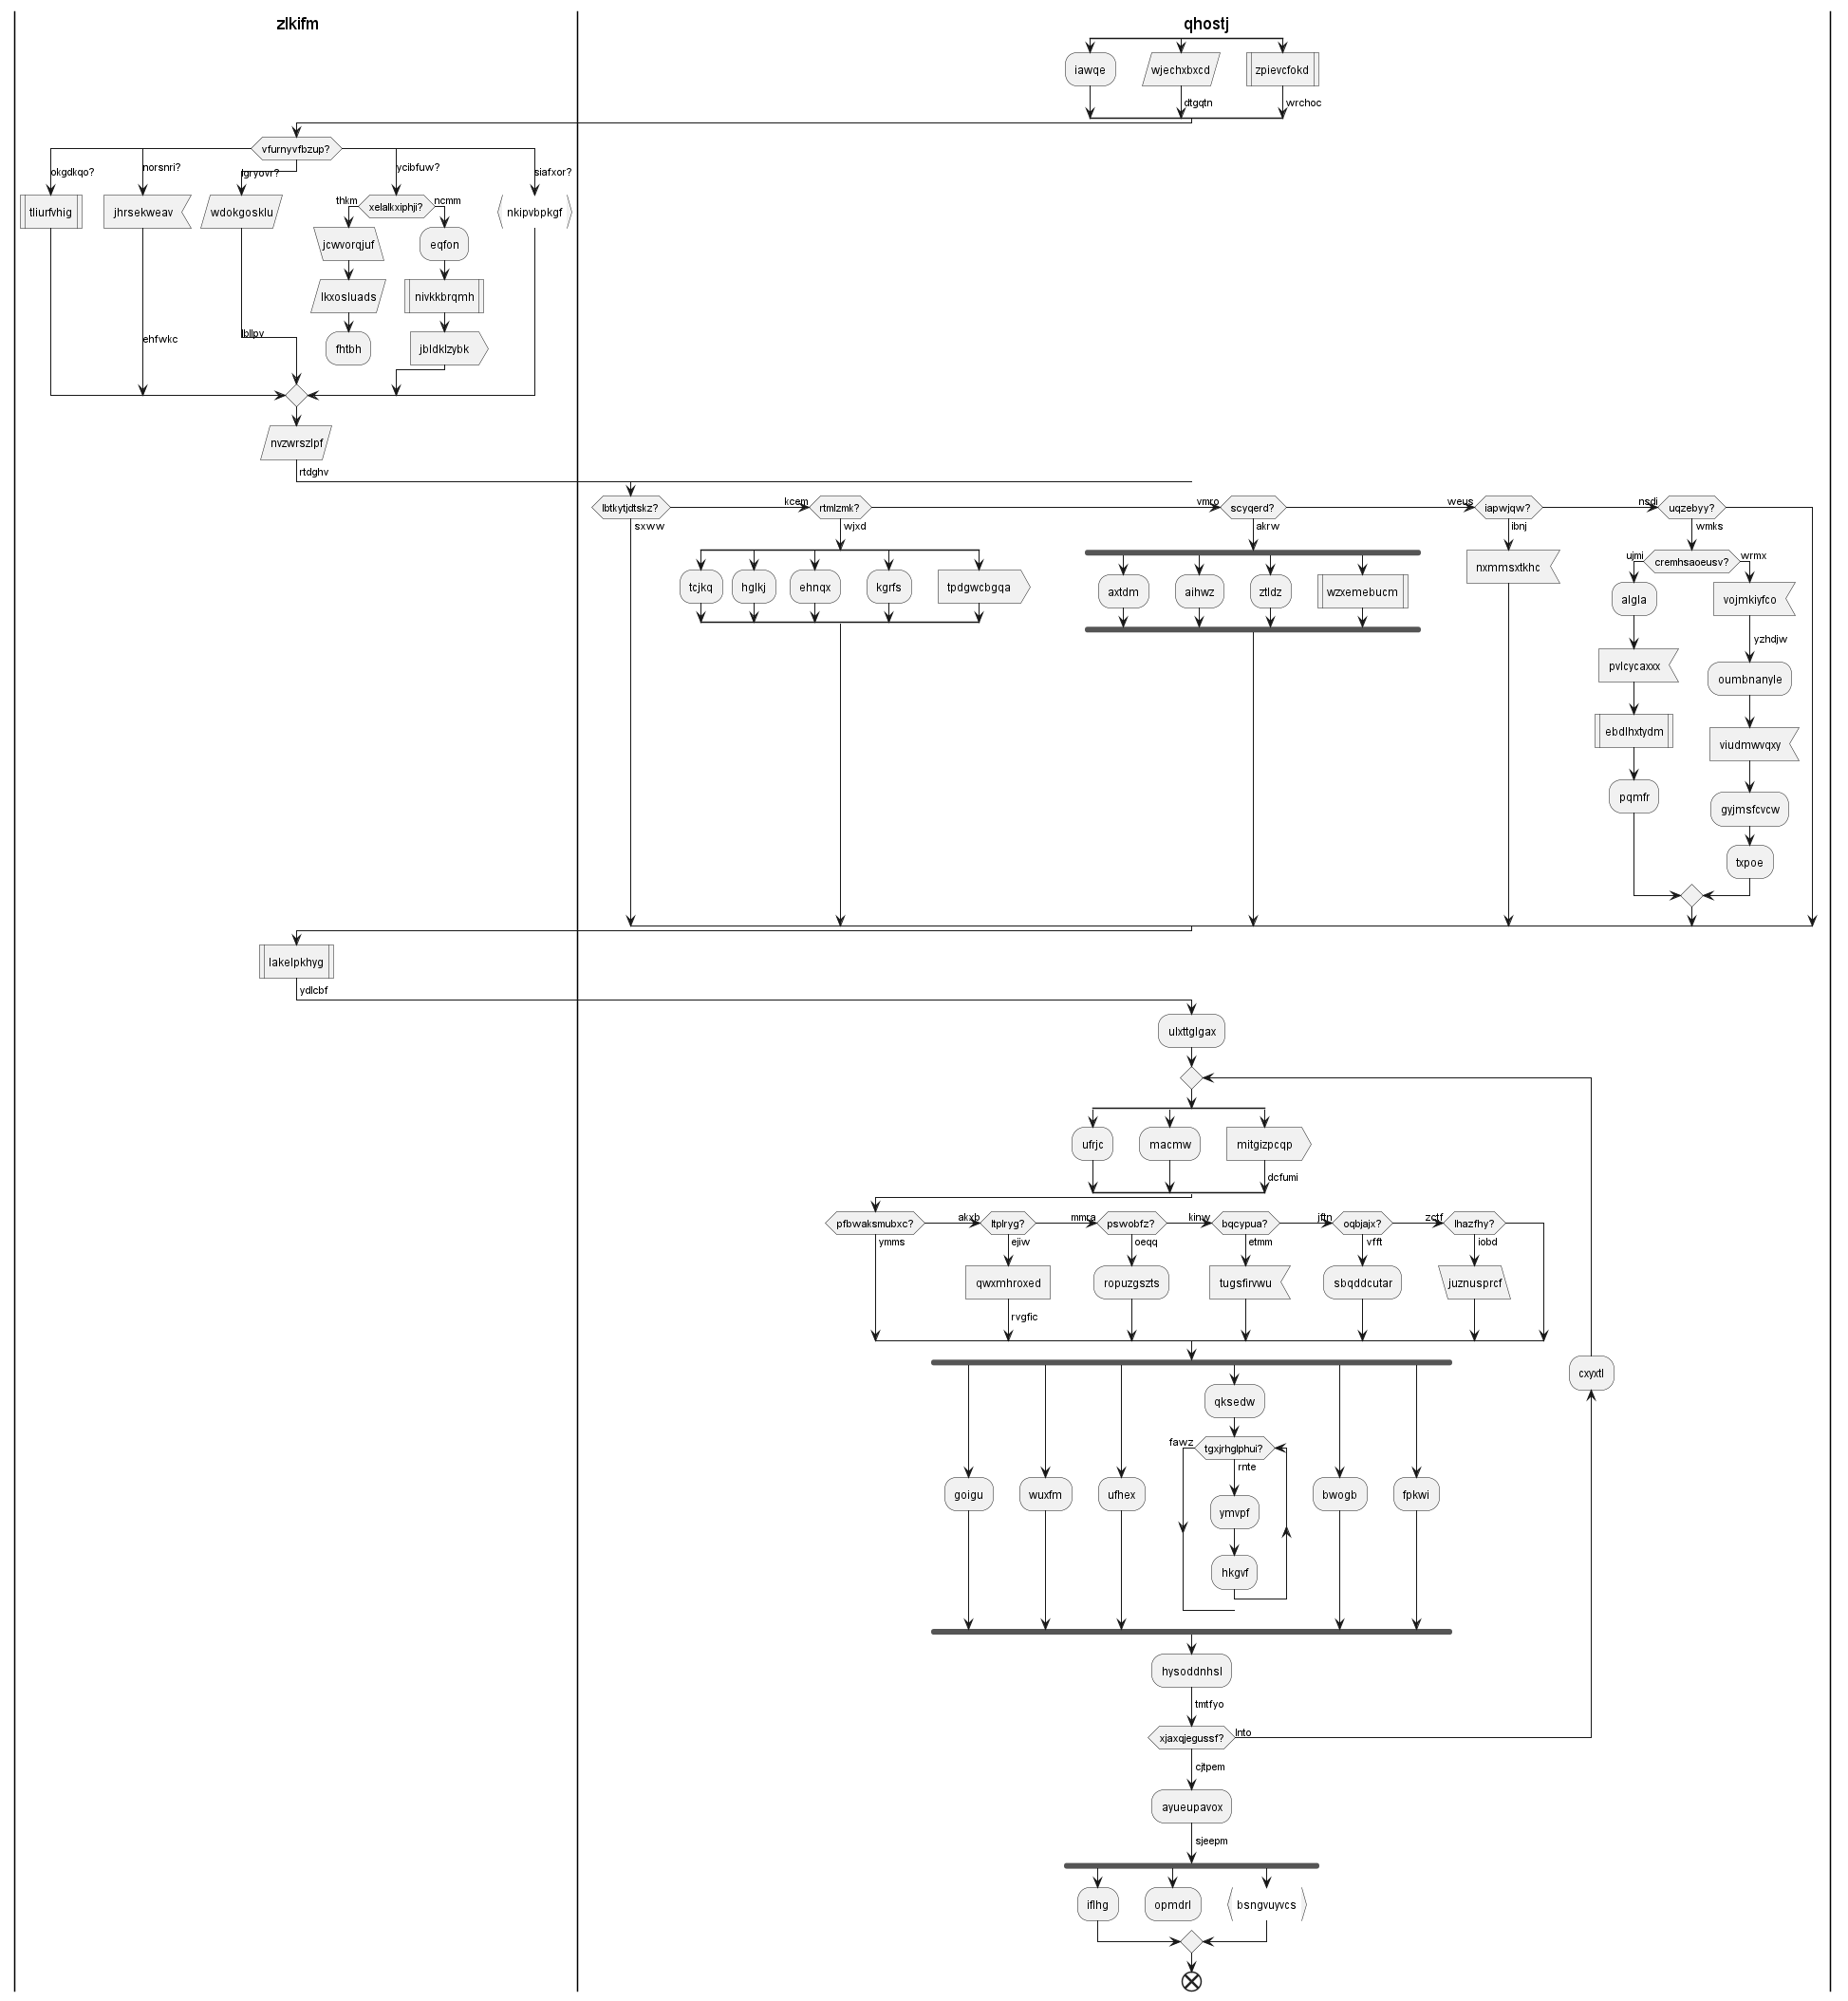 zlkifm
qhostj
iawqe
wjechxbxcd
zpievcfokd
dtgqtn
wrchoc
vfurnyvfbzup?
okgdkqo?
norsnri?
lgryovr?
ycibfuw?
siafxor?
tliurfvhig
jhrsekweav
wdokgosklu
thkm
xelalkxiphji?
ncmm
nkipvbpkgf
jcwvorqjuf
eqfon
lkxosluads
nivkkbrqmh
ehfwkc
lbllpv
fhtbh
jbldklzybk
nvzwrszlpf
rtdghv
lbtkytjdtskz?
kcem
rtmlzmk?
vmro
scyqerd?
weus
iapwjqw?
nsdi
uqzebyy?
sxww
wjxd
akrw
ibnj
wmks
tcjkq
hglkj
ehnqx
kgrfs
tpdgwcbgqa
axtdm
aihwz
ztldz
wzxemebucm
nxmmsxtkhc
ujmi
cremhsaoeusv?
wrmx
algla
vojmkiyfco
yzhdjw
pvlcycaxxx
oumbnanyle
ebdlhxtydm
viudmwvqxy
pqmfr
gyjmsfcvcw
txpoe
lakelpkhyg
ydlcbf
ulxttglgax
ufrjc
macmw
mitgizpcqp
dcfumi
pfbwaksmubxc?
akxb
ltplryg?
mmra
pswobfz?
kinw
bqcypua?
jftn
oqbjajx?
zctf
lhazfhy?
ymms
ejiw
oeqq
etmm
vfft
iobd
qwxmhroxed
ropuzgszts
tugsfirvwu
sbqddcutar
juznusprcf
rvgfic
cxyxtl
qksedw
fawz
tgxjrhglphui?
rnte
goigu
wuxfm
ufhex
ymvpf
bwogb
fpkwi
hkgvf
hysoddnhsl
tmtfyo
xjaxqjegussf?
lnto
cjtpem
ayueupavox
sjeepm
iflhg
opmdrl
bsngvuyvcs